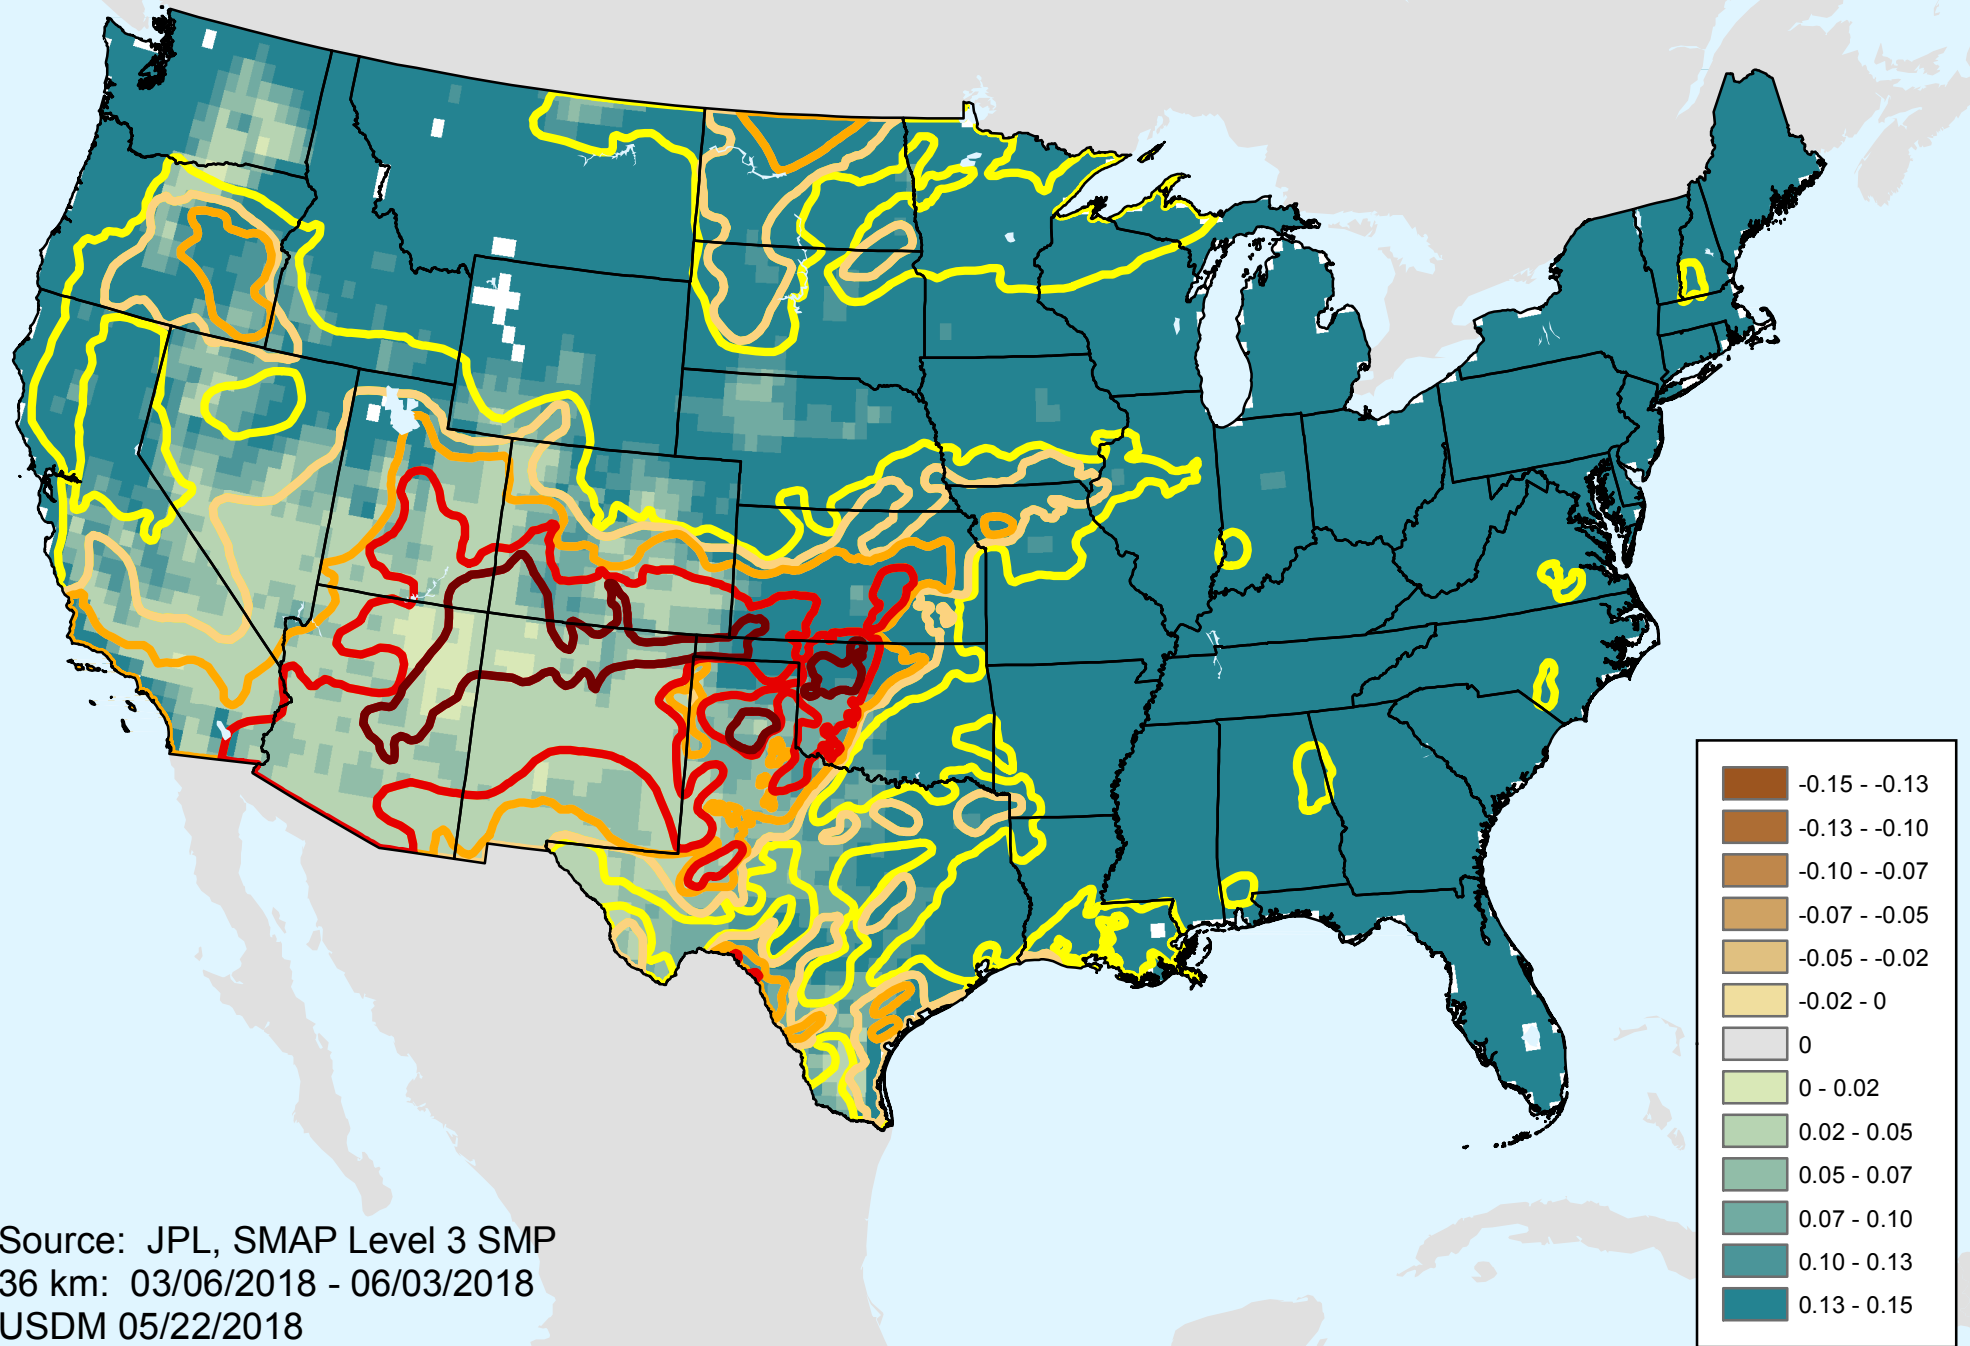 -0.15 - -0.13
-0.13 - -0.10
-0.10 - -0.07
-0.07 - -0.05
-0.05 - -0.02
-0.02 - 0
0
0 - 0.02
0.02 - 0.05
0.05 - 0.07
0.07 - 0.10
0.10 - 0.13
0.13 - 0.15
Source: JPL, SMAP Level 3 SMP
36 km: 03/06/2018 - 06/03/2018
USDM 05/22/2018